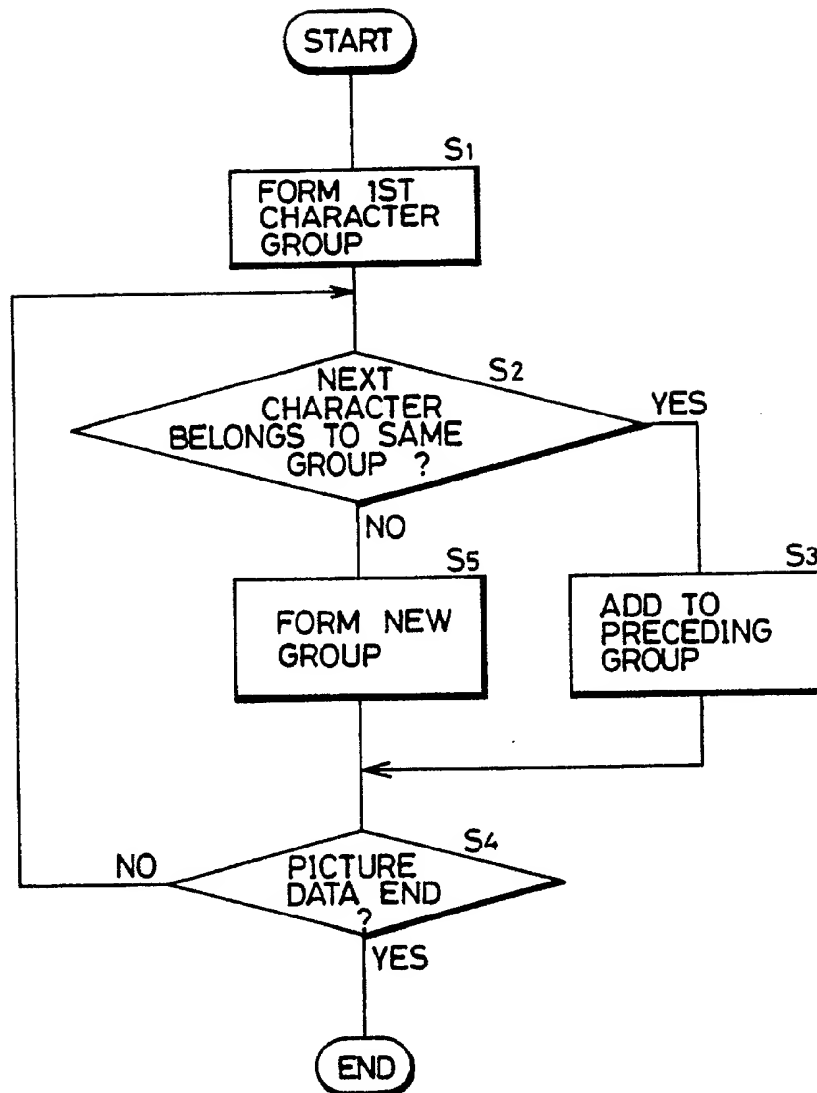 START
S1
FORM 1ST
CHARACTER
GROUP
S2
NEXT
CHARACTER
BELONGS TO SAME
GROUP ?
YES
NO
S5
FORM NEW
GROUP
S3
ADD TO
PRECEDING
GROUP
S4
PICTURE
DATA END
?
NO
YES
END